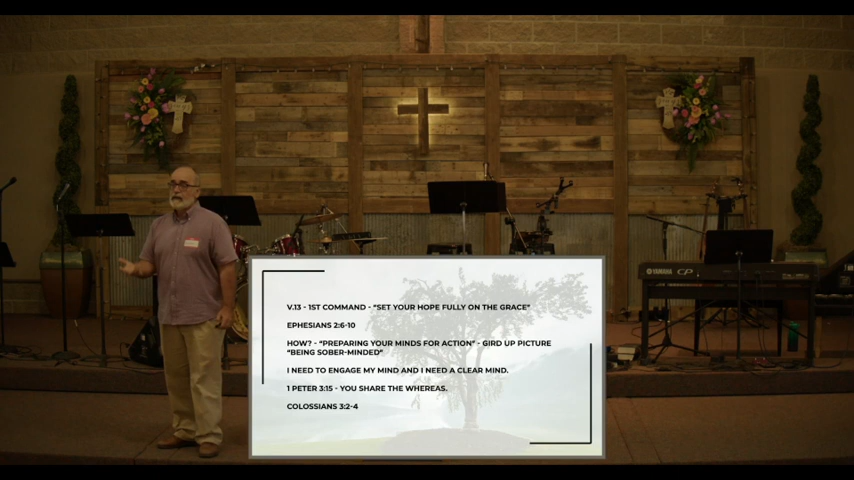 V.13 - 1ST COMMAND - "SET YOUR HOPE FULLY ON THE GRACE"
EPHESIANS 2:6-10
HOW? - "PREPARING YOUR MINDS FOR ACTION" - GIRD UP PICTURE
"BEING SOBER-MINDED"
I NEED TO ENGAGE MY MIND AND I NEED A CLEAR MIND.
1 PETER 3:15 - YOU SHARE THE WHEREAS.
COLOSSIANS 3:2-4
YAMAHA CP